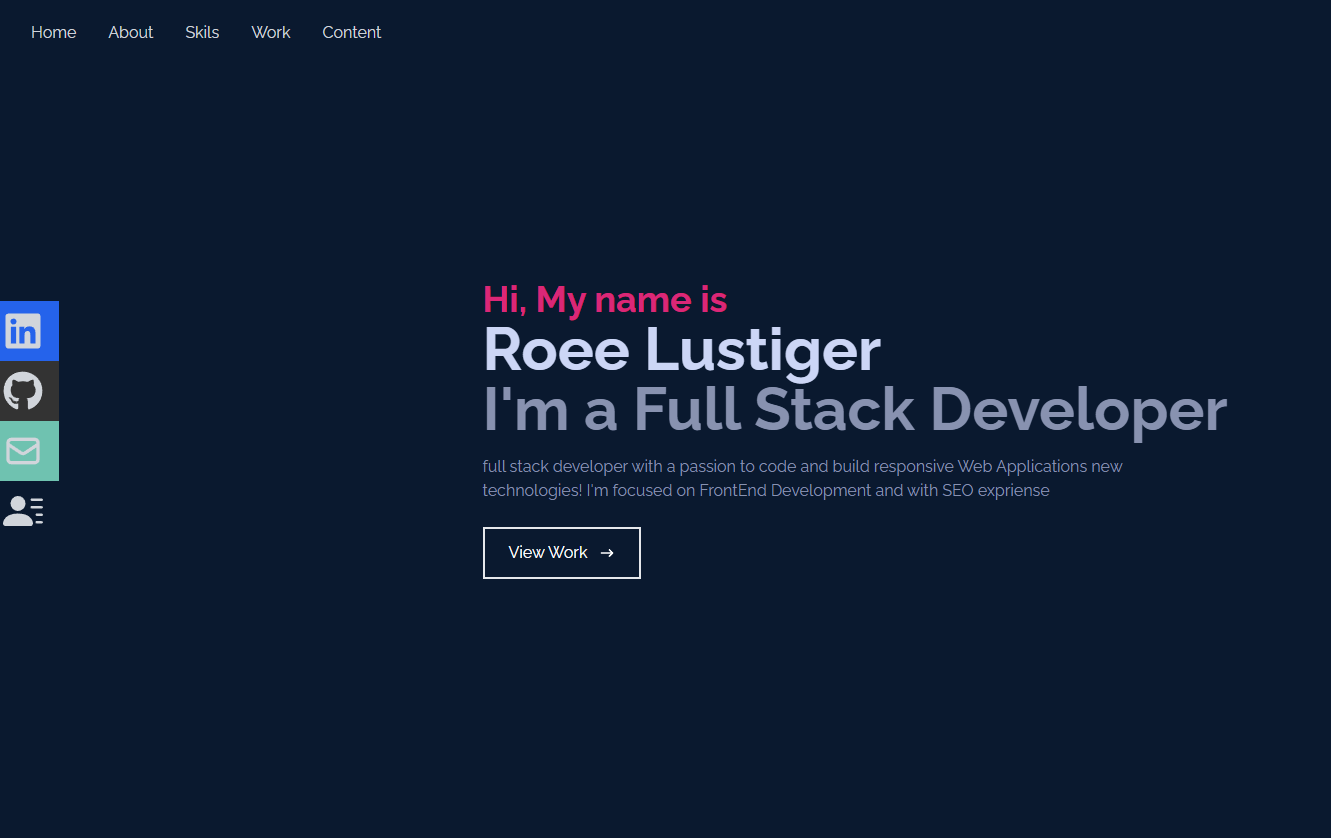 Home About Skils Work Content
Hi, My name is
Roee Lustiger
I'm a Full Stack Developer
in
full stack developer with a passion to code and build responsive Web Applications new
technologies! I'm focused on FrontEnd Development and with SEO expriense
View Work →